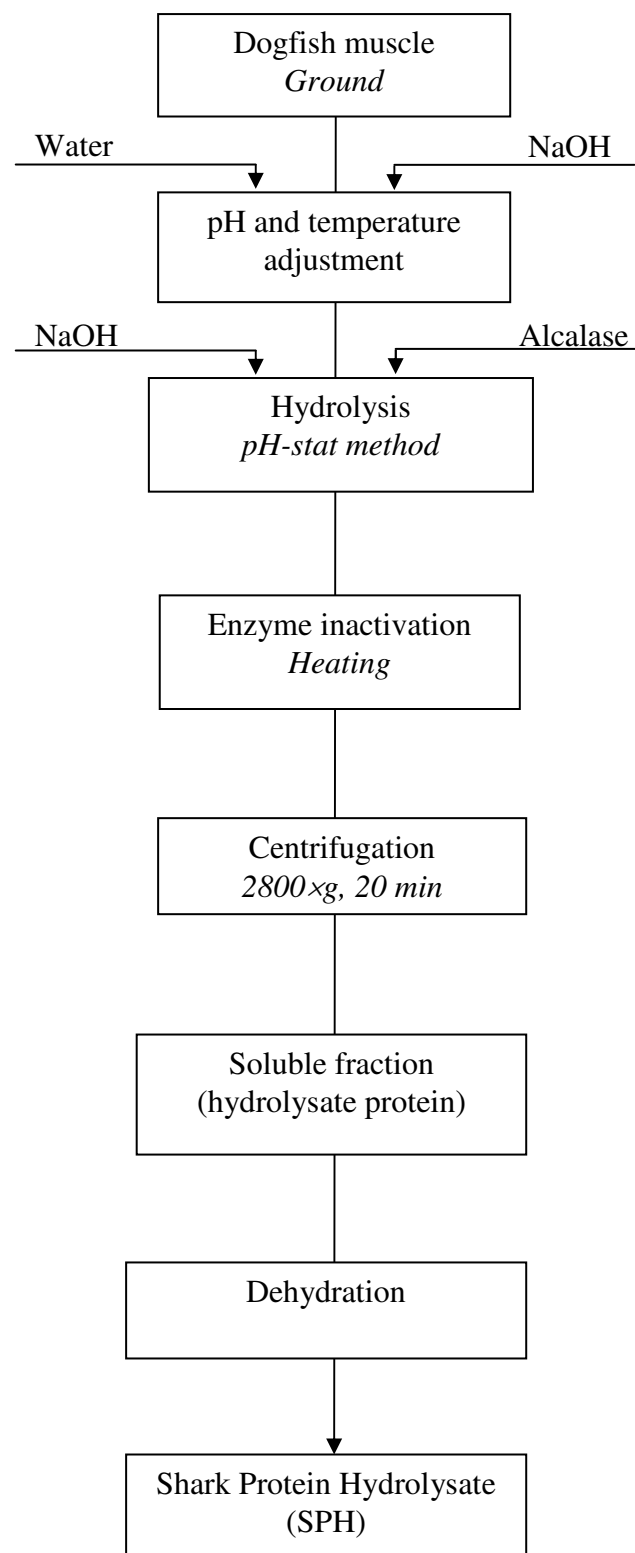 Dogfish muscle
Ground
Water
NaOH
pH and temperature
adjustment
NaOH
Alcalase
Hydrolysis
pH-stat method
Enzyme inactivation
Heating
Centrifugation
2800×g, 20 min
Soluble fraction
(hydrolysate protein)
Dehydration
Shark Protein Hydrolysate
(SPH)